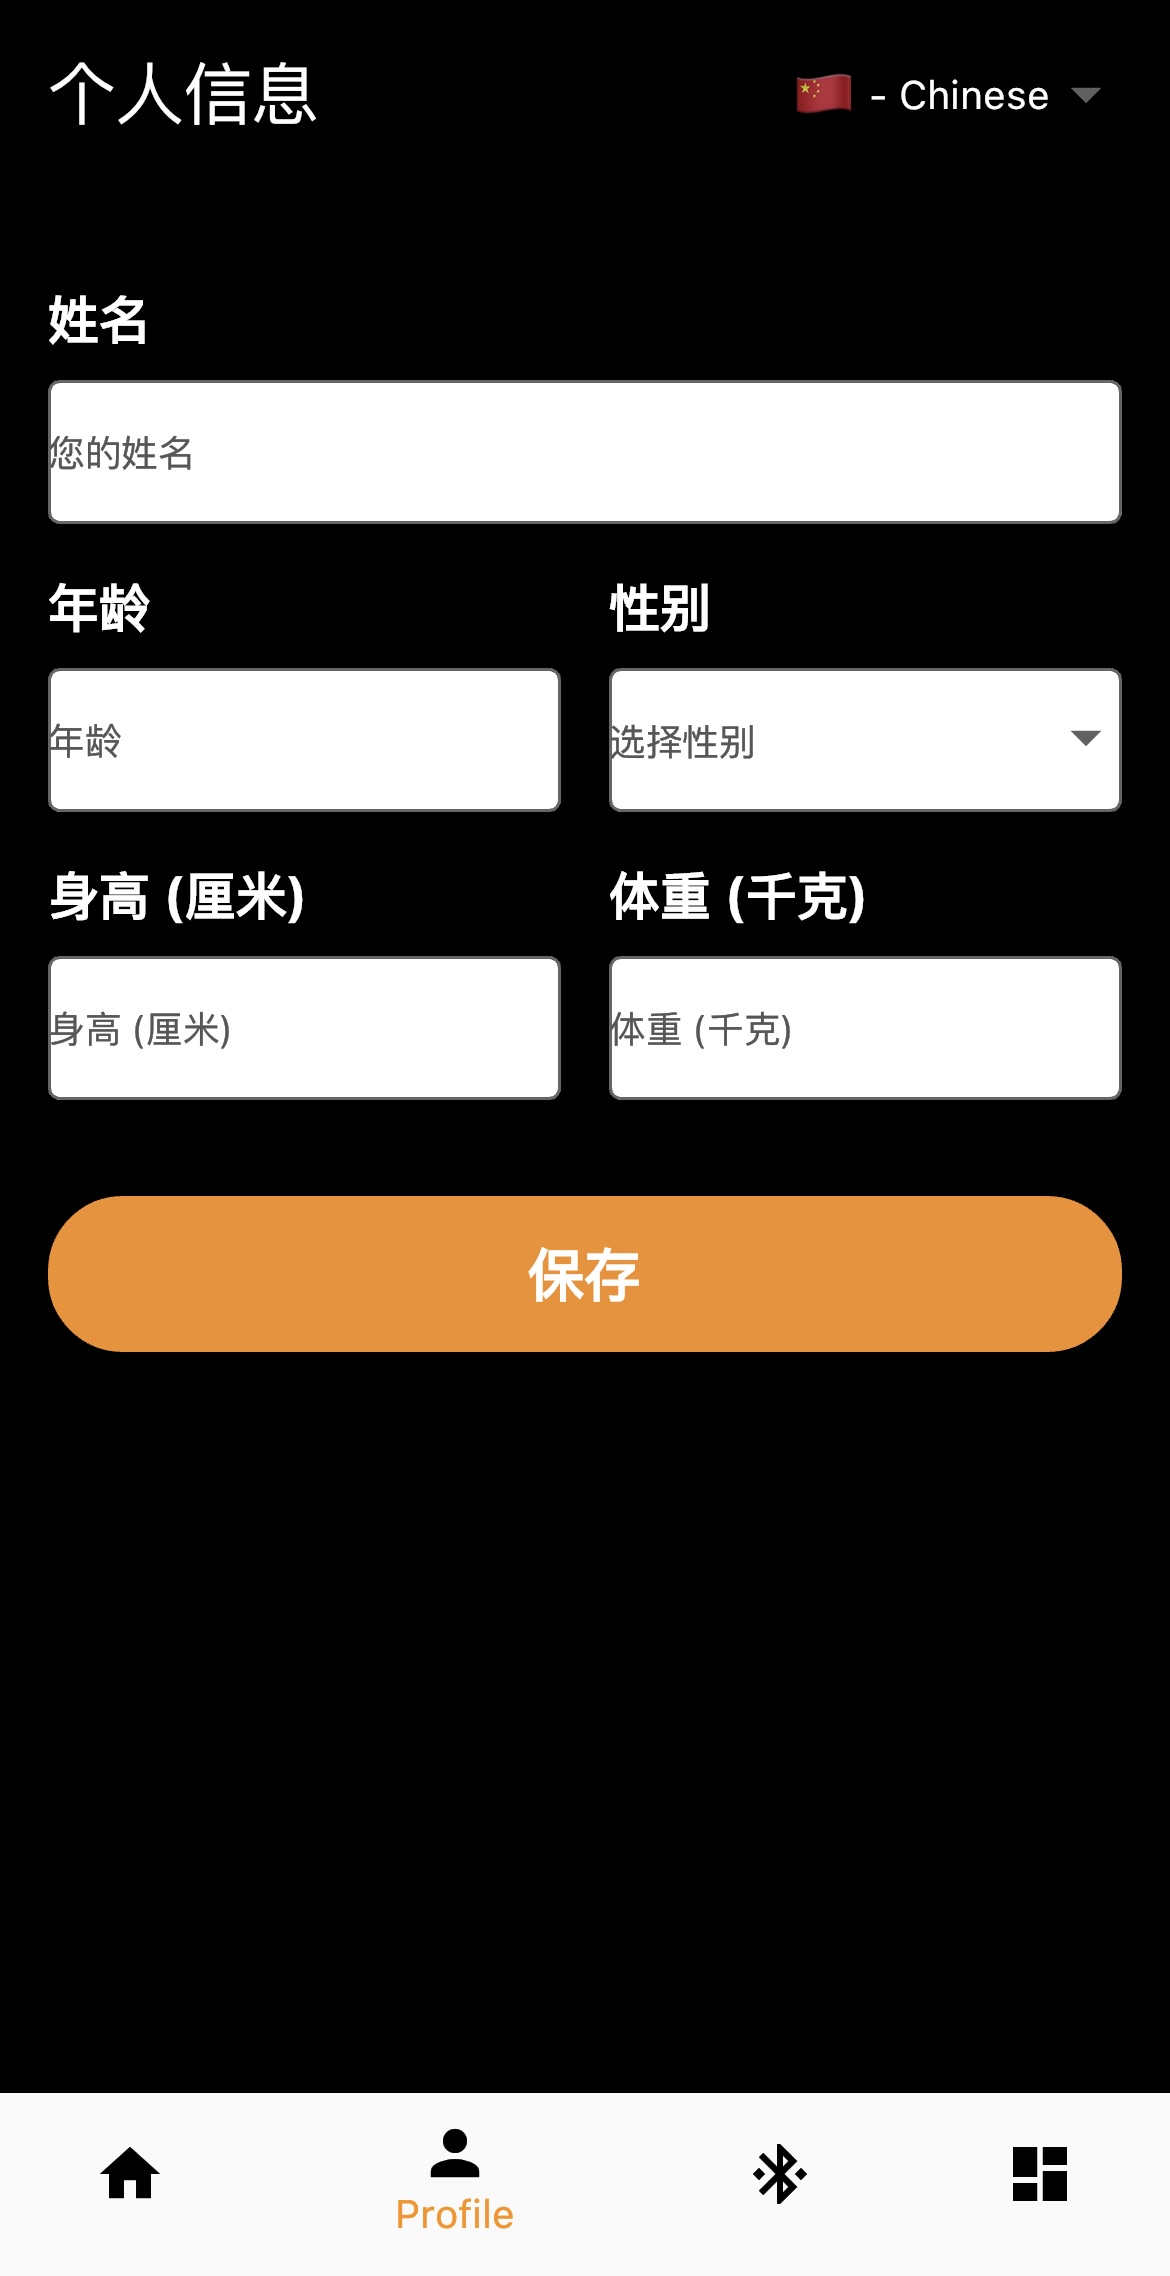 个人信息
🇨🇳 - Chinese
姓名
您的姓名
年龄
性别
年龄
选择性别
身高 (厘米)
体重 (千克)
身高 (厘米)
体重 (千克)
保存
Profile